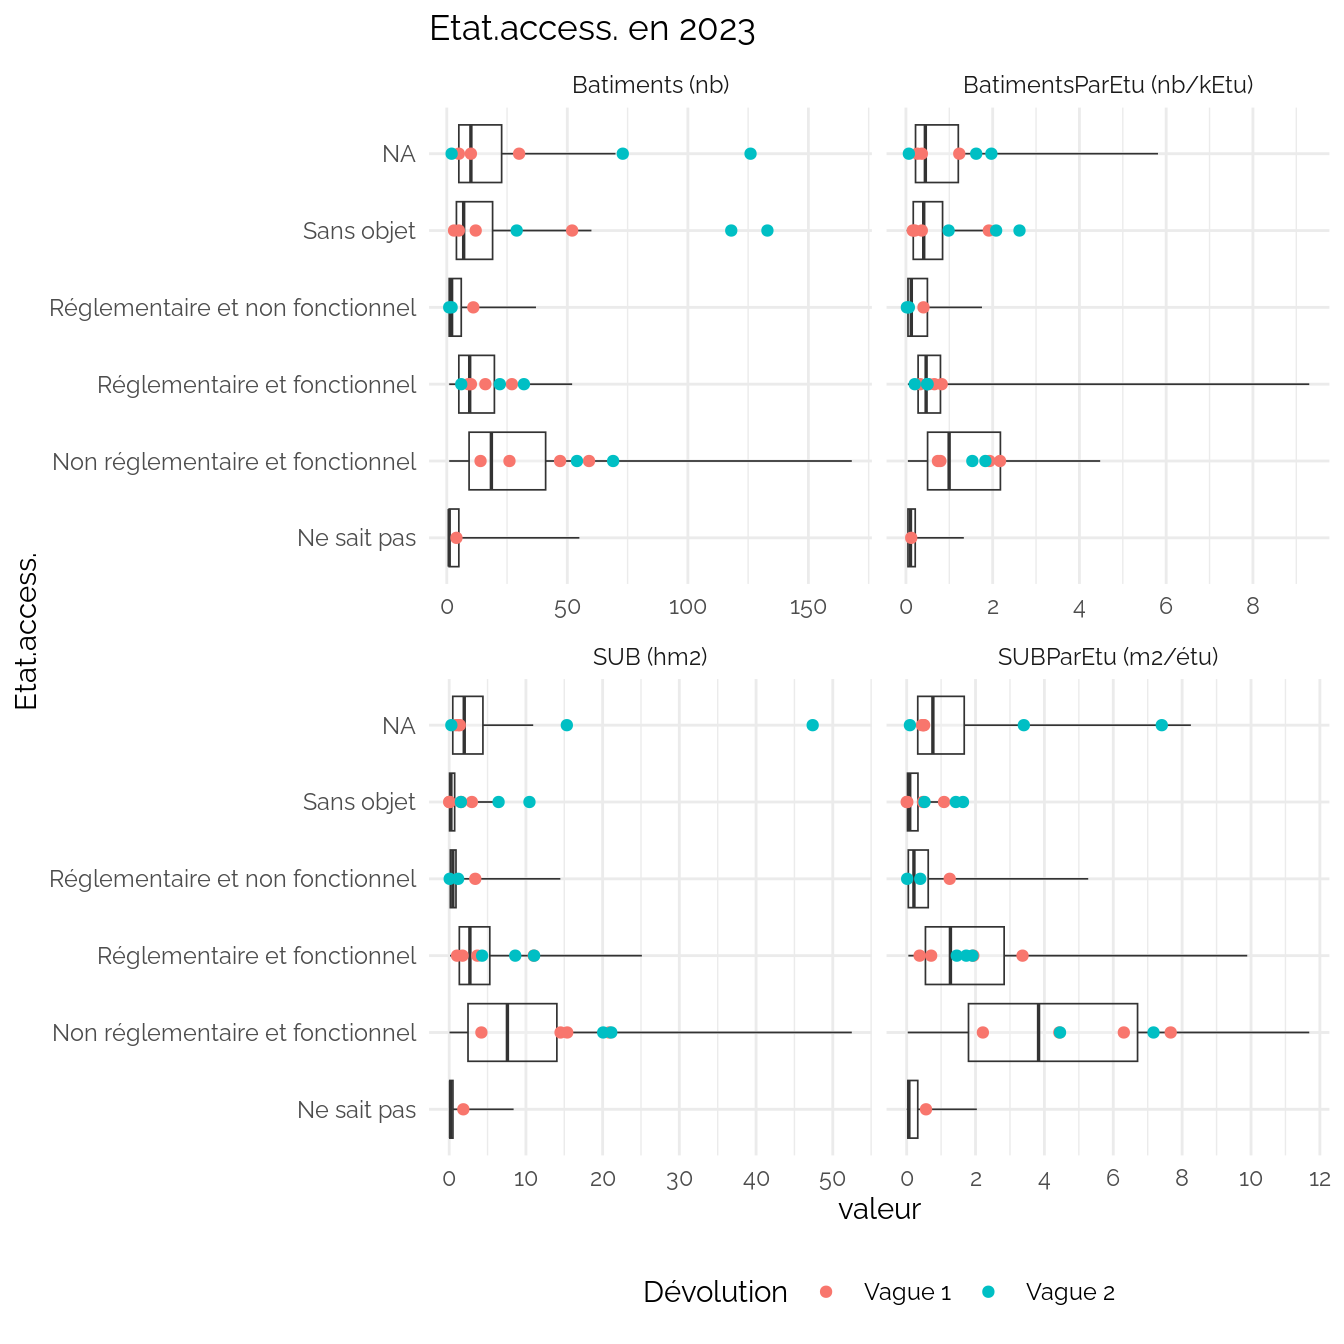 Etat.access. en 2023
Batiments (nb)
BatimentsParEtu (nb/kEtu)
NA
Sans objet
Réglementaire et non fonctionnel
Réglementaire et fonctionnel
Non réglementaire et fonctionnel
Ne sait pas
0 50 100 150
0 2 4 6 8
Etat.access.
SUB (hm2)
SUBParEtu (m2/étu)
NA
Sans objet
Réglementaire et non fonctionnel
Réglementaire et fonctionnel
Non réglementaire et fonctionnel
Ne sait pas
0 10 20 30 40 50
0 2 4 6 8 10 12
valeur
Dévolution Vague 1 Vague 2